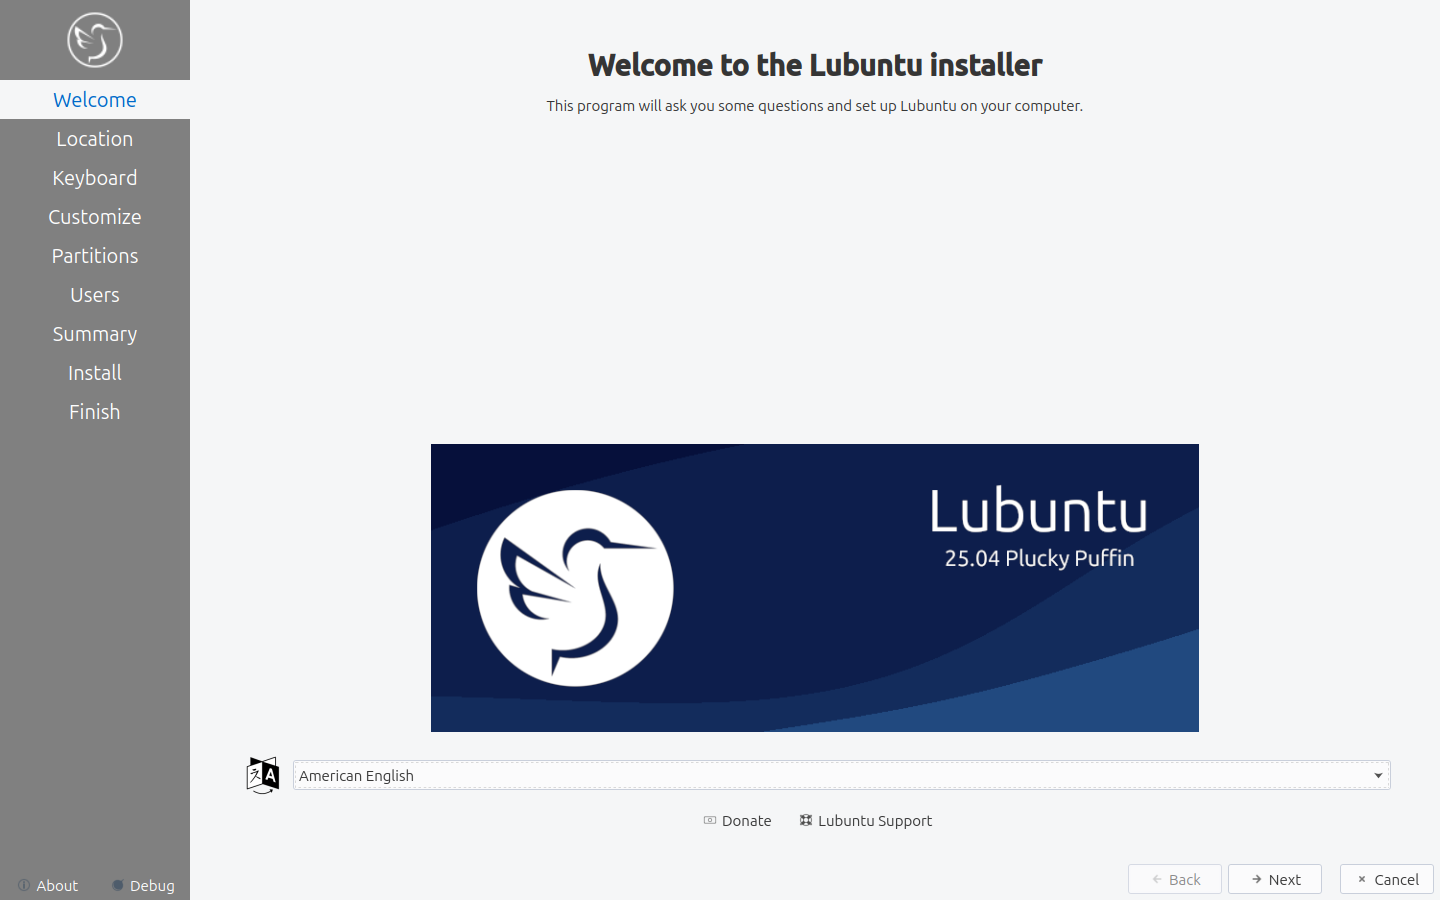 Welcome
Location
Keyboard
Customize
Partitions
Users
Summary
Install
Finish
About
Debug
Welcome to the Lubuntu installer
This program will ask you some questions and set up Lubuntu on your computer.
Lubuntu
25.04 Plucky Puffin
American English
Donate
Lubuntu Support
Back
Next
Cancel